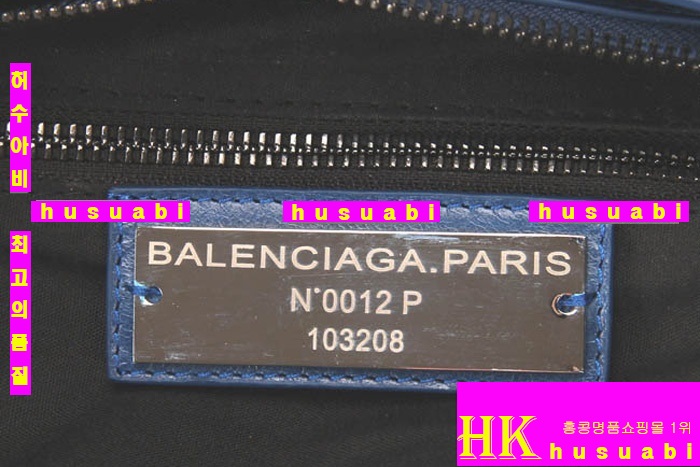 허수아비
husuabi
husuabi
husuabi
최고의품질
BALENCIAGA.PARIS
N°0012 P
103208
HK
홍콩명품쇼핑몰 1위
husuabi